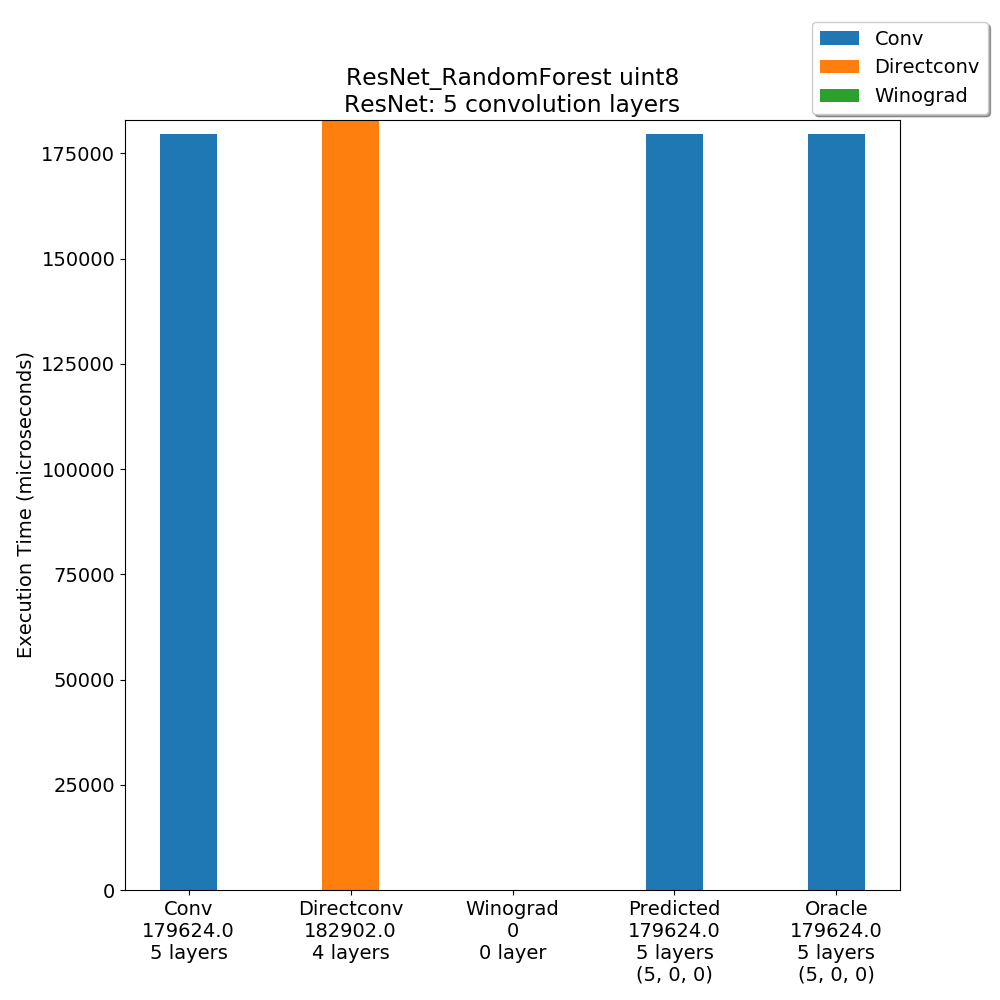 Conv
Directconv
Winograd
ResNet_RandomForest uint8
ResNet: 5 convolution layers
Execution Time (microseconds)
175000
150000
125000
100000
75000
50000
25000
0
Conv
179624.0
5 layers
Directconv
182902.0
4 layers
Winograd
0
0 layer
Predicted
179624.0
5 layers
(5, 0, 0)
Oracle
179624.0
5 layers
(5, 0, 0)